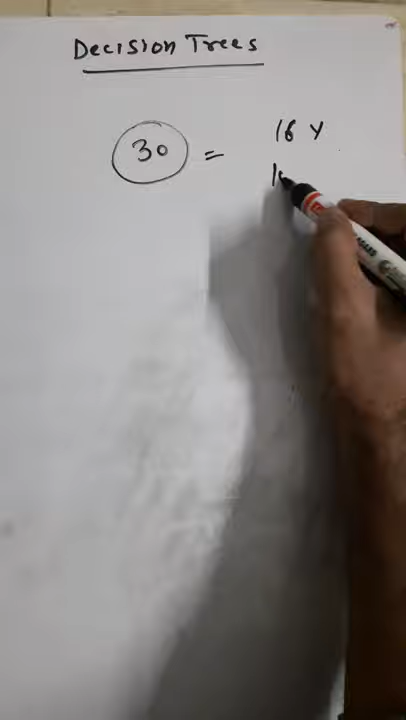 Decision Trees
30 = 16 Y